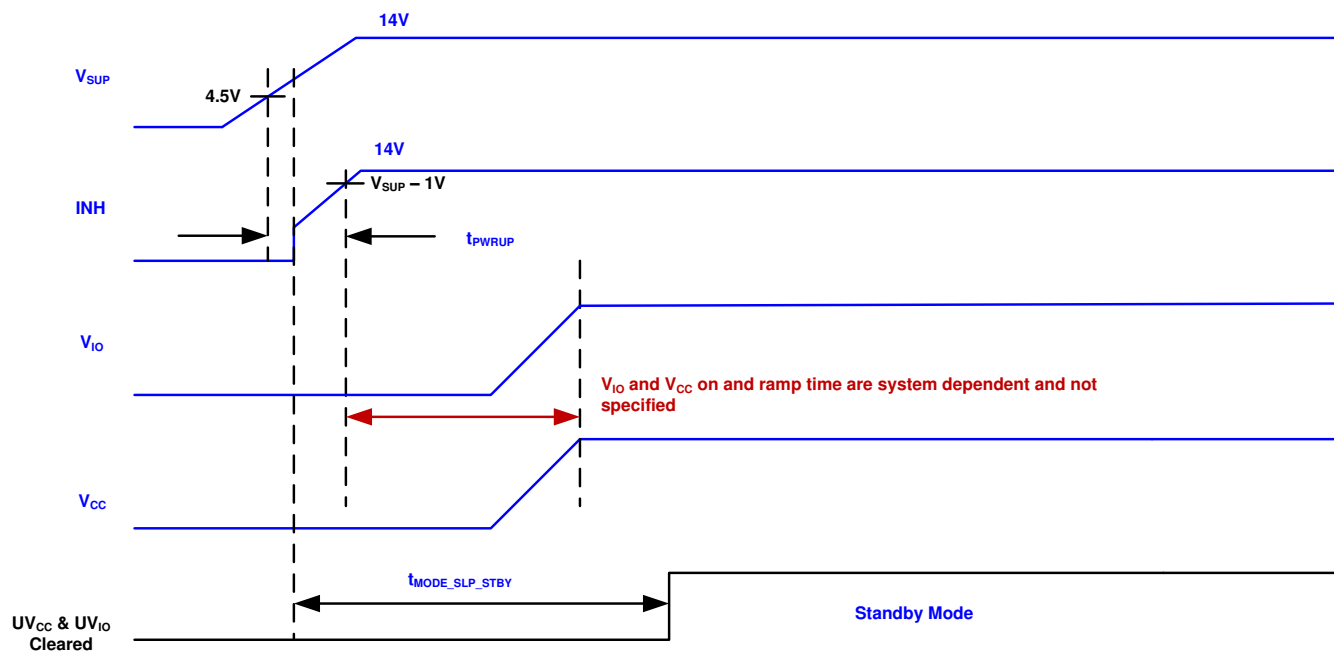 14V
VSUP
4.5V
14V
VSUP – 1V
INH
tPWRUP
VIO
VIO and VCC on and ramp time are system dependent and not
specified
VCC
tMODE_SLP_STBY
Standby Mode
UVCC & UVIO
Cleared